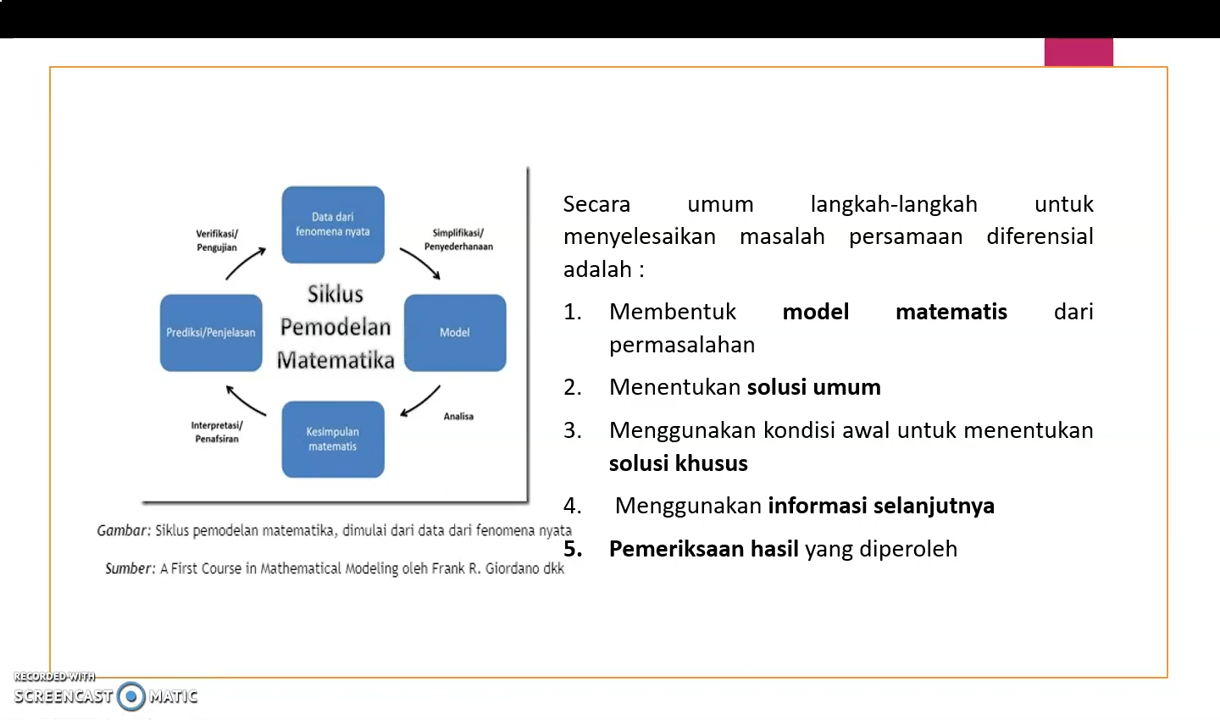 Data dari
fenomena nyata
Verifikasi/
Pengujian
Simplifikasi/
Penyederhanaan
Siklus
Pemodelan
Matematika
Prediksi/Penjelasan
Model
Interpretasi/
Penafsiran
Analisa
Kesimpulan
matematis
Gambar: Siklus pemodelan matematika, dimulai dari data dari fenomena nyata
Sumber: A First Course in Mathematical Modeling oleh Frank R. Giordano dkk
Secara umum langkah-langkah untuk
menyelesaikan masalah persamaan diferensial
adalah :
1. Membentuk model matematis dari
permasalahan
2. Menentukan solusi umum
3. Menggunakan kondisi awal untuk menentukan
solusi khusus
4. Menggunakan informasi selanjutnya
5. Pemeriksaan hasil yang diperoleh
RECORDED WITH
SCREENCAST MATIC